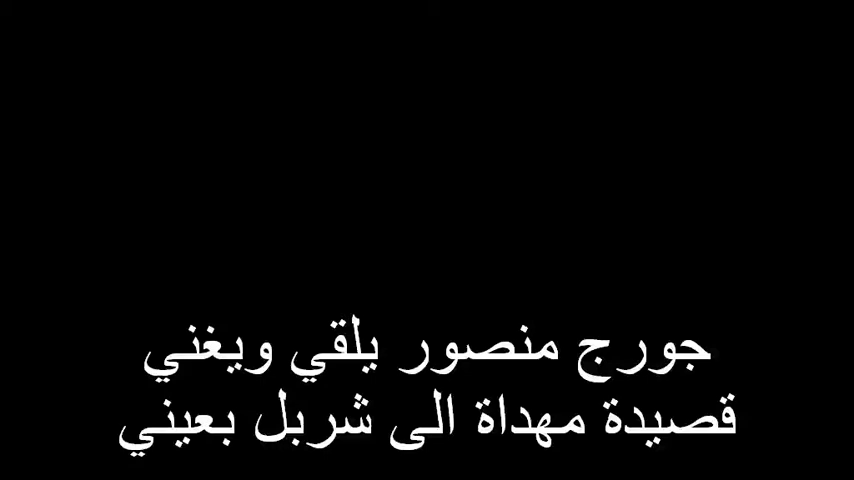 جورج منصور يلقي ويغني
قصيدة مهداة الى شربل بعيني